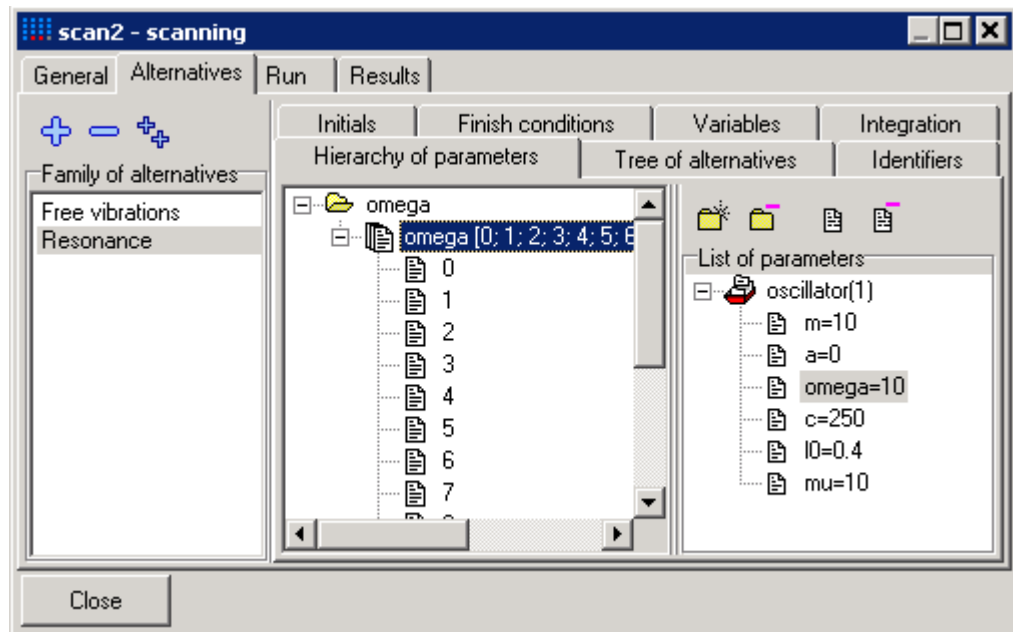 scan2 - scanning
General Alternatives Run Results
Initials Finish conditions Variables Integration
Hierarchy of parameters Tree of alternatives Identifiers
Family of alternatives
Free vibrations
Resonance
omega
omega [0; 1; 2; 3; 4; 5; 6
0
1
2
3
4
5
6
7
List of parameters
oscillator(1)
m=10
a=0
omega=10
c=250
l0=0.4
mu=10
Close